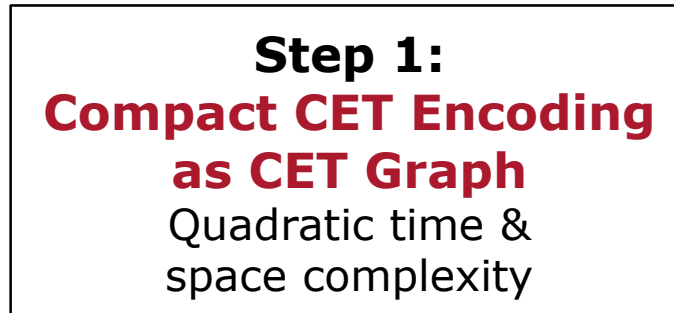 Step 1:
Compact CET Encoding
as CET Graph
Quadratic time &
space complexity